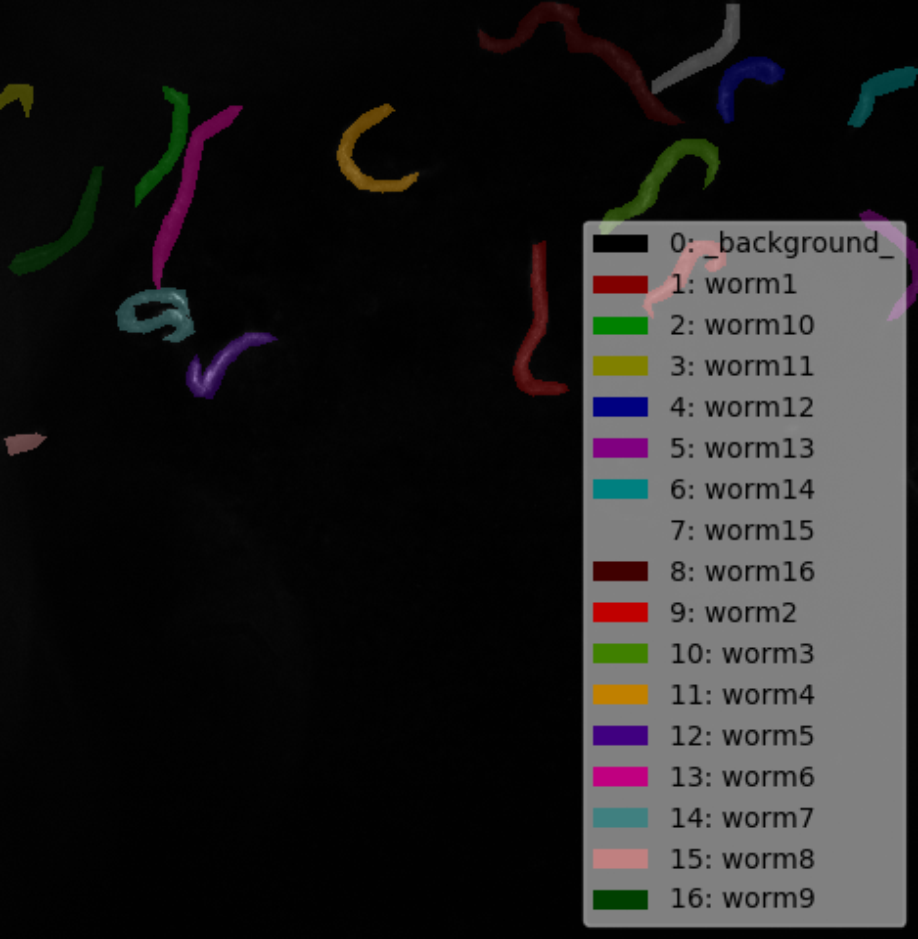 0: _background_
1: worm1
2: worm10
3: worm11
4: worm12
5: worm13
6: worm14
7: worm15
8: worm16
9: worm2
10: worm3
11: worm4
12: worm5
13: worm6
14: worm7
15: worm8
16: worm9